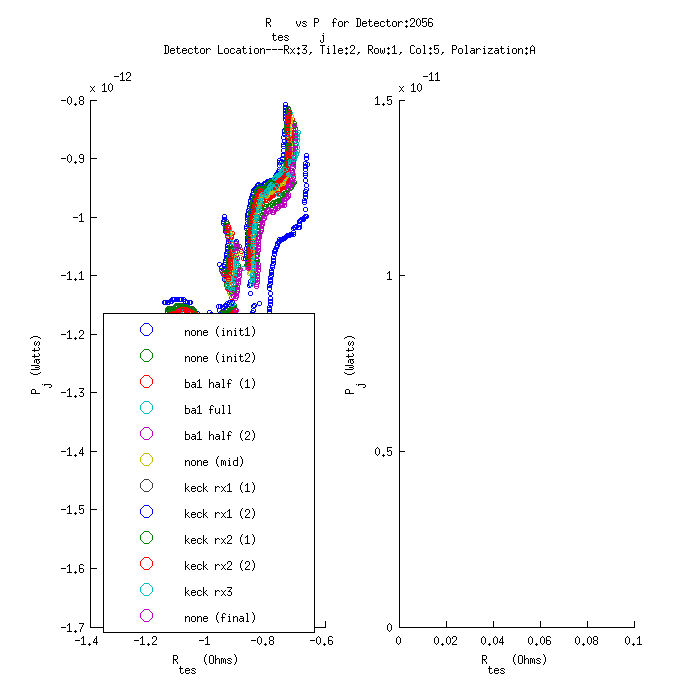 R    vs P  for Detector:2056
tes    j
Detector Location---Rx:3, Tile:2, Row:1, Col:5, Polarization:A
x 10^-12
-0.8
-0.9
-1
-1.1
-1.2
-1.3
-1.4
-1.5
-1.6
-1.7
P_j (Watts)
none (init1)
none (init2)
ba1 half (1)
ba1 full
ba1 half (2)
none (mid)
keck rx1 (1)
keck rx1 (2)
keck rx2 (1)
keck rx2 (2)
keck rx3
none (final)
-1.4 -1.2 -1 -0.8 -0.6
R    (Ohms)
tes
x 10^-11
1.5
1
0.5
0
P_j (Watts)
0 0.02 0.04 0.06 0.08 0.1
R    (Ohms)
tes